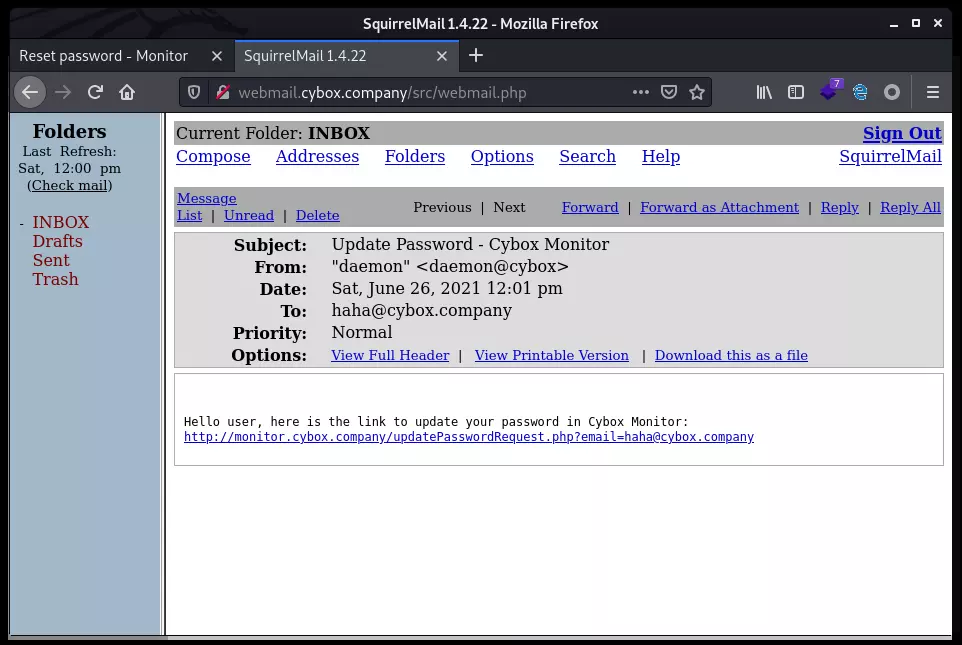 SquirrelMail 1.4.22 - Mozilla Firefox
Reset password - Monitor
SquirrelMail 1.4.22
webmail.cybox.company/src/webmail.php
7
Folders
Last Refresh:
Sat, 12:00 pm
(Check mail)
- INBOX
Drafts
Sent
Trash
Current Folder: INBOX
Sign Out
Compose Addresses Folders Options Search Help SquirrelMail
Message
List | Unread | Delete
Previous | Next
Forward | Forward as Attachment | Reply | Reply All
Subject: Update Password - Cybox Monitor
From: "daemon" <daemon@cybox>
Date: Sat, June 26, 2021 12:01 pm
To: haha@cybox.company
Priority: Normal
Options: View Full Header | View Printable Version | Download this as a file
Hello user, here is the link to update your password in Cybox Monitor:
http://monitor.cybox.company/updatePasswordRequest.php?email=haha@cybox.company